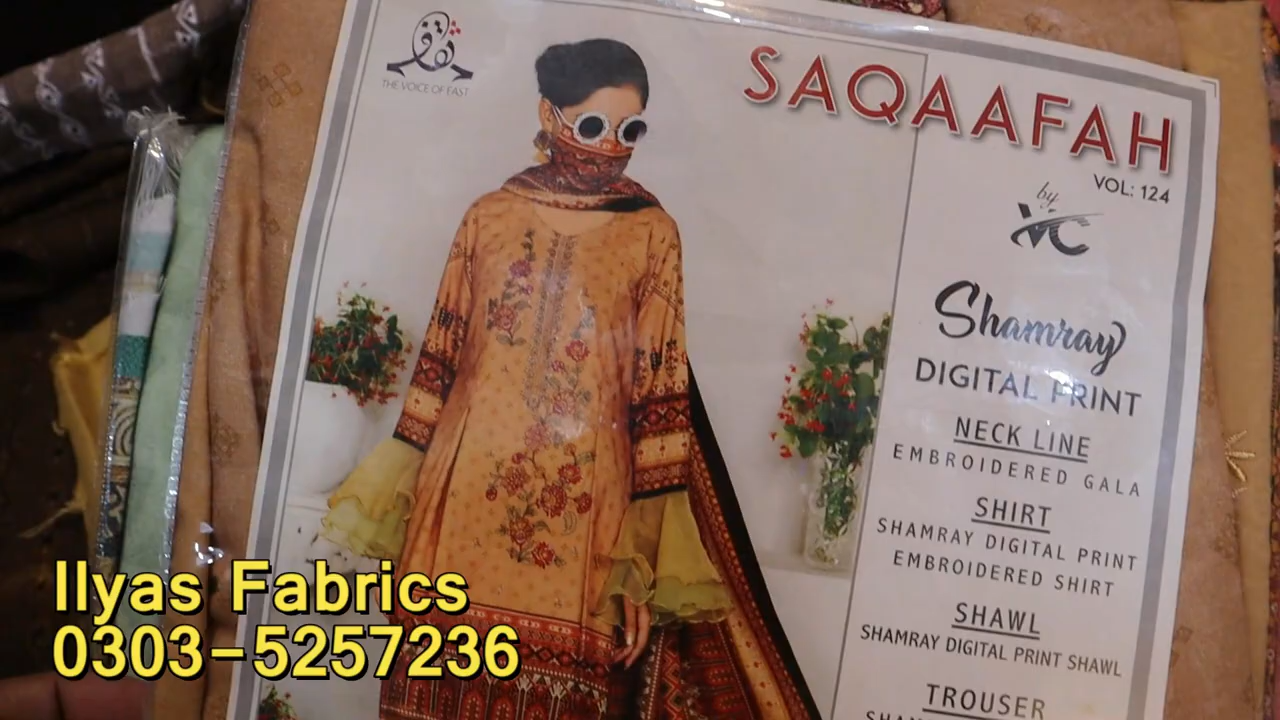 ثقافة
THE VOICE OF EAST
SAQAAFAH
VOL: 124
by
VC
Shamray
DIGITAL PRINT
NECK LINE
EMBROIDERED GALA
SHIRT
SHAMRAY DIGITAL PRINT
EMBROIDERED SHIRT
SHAWL
SHAMRAY DIGITAL PRINT SHAWL
TROUSER
Ilyas Fabrics
0303-5257236